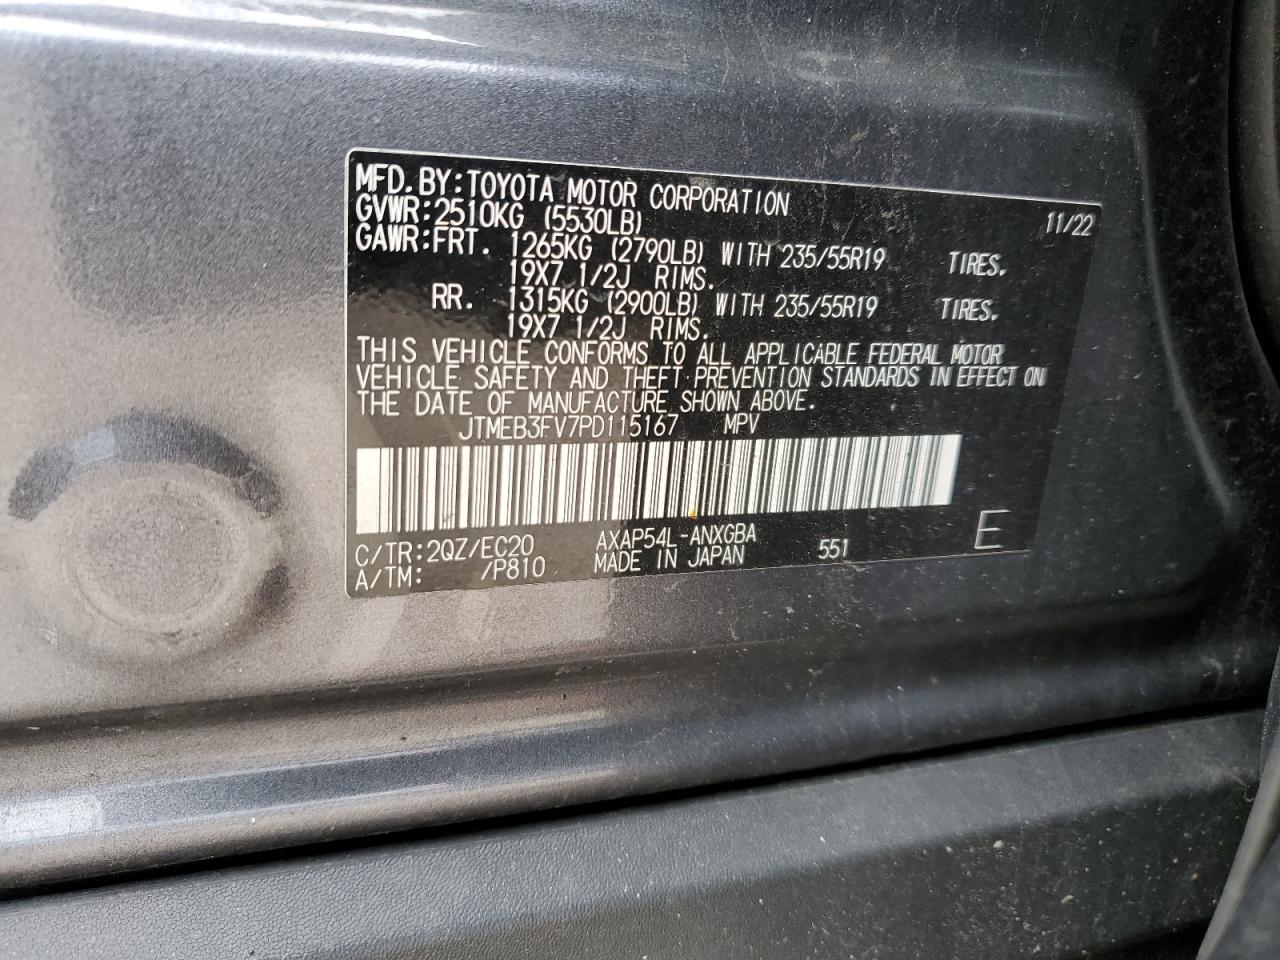 MFD. BY: TOYOTA MOTOR CORPORATION 11/22
GVWR: 2510KG (5530LB)
GAWR: FRT. 1265KG (2790LB) WITH 235/55R19 TIRES.
19X7 1/2J RIMS.
RR. 1315KG (2900LB) WITH 235/55R19 TIRES.
19X7 1/2J RIMS.
THIS VEHICLE CONFORMS TO ALL APPLICABLE FEDERAL MOTOR
VEHICLE SAFETY AND THEFT PREVENTION STANDARDS IN EFFECT ON
THE DATE OF MANUFACTURE SHOWN ABOVE.
JTMEB3FV7PD115167 MPV
C/TR: 2QZ/EC20 AXAP54L-ANXGBA
A/TM: /P810 MADE IN JAPAN 551 E